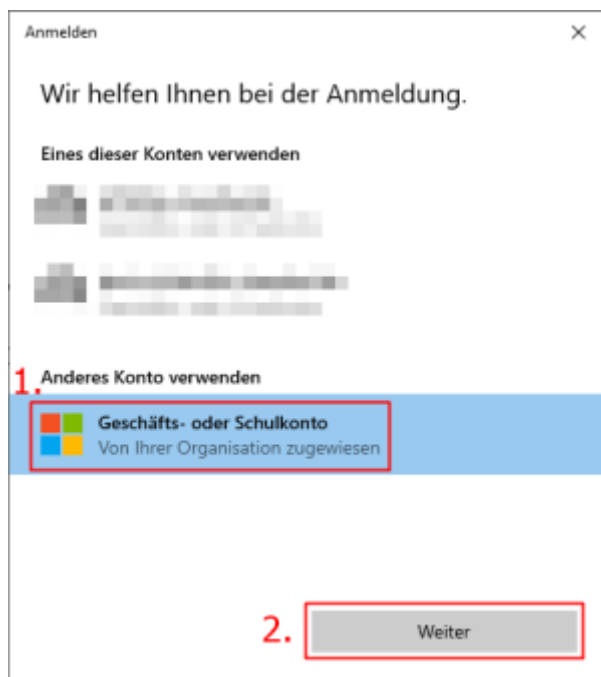 Anmelden
Wir helfen Ihnen bei der Anmeldung.
Eines dieser Konten verwenden
Anderes Konto verwenden
1.
Geschäfts- oder Schulkonto
Von Ihrer Organisation zugewiesen
2.
Weiter